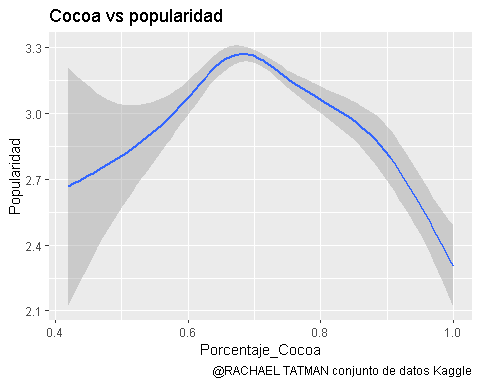 Cocoa vs popularidad
3.3
3.0
2.7
2.4
2.1
Popularidad
0.4 0.6 0.8 1.0
Porcentaje_Cocoa
@RACHAEL TATMAN conjunto de datos Kaggle